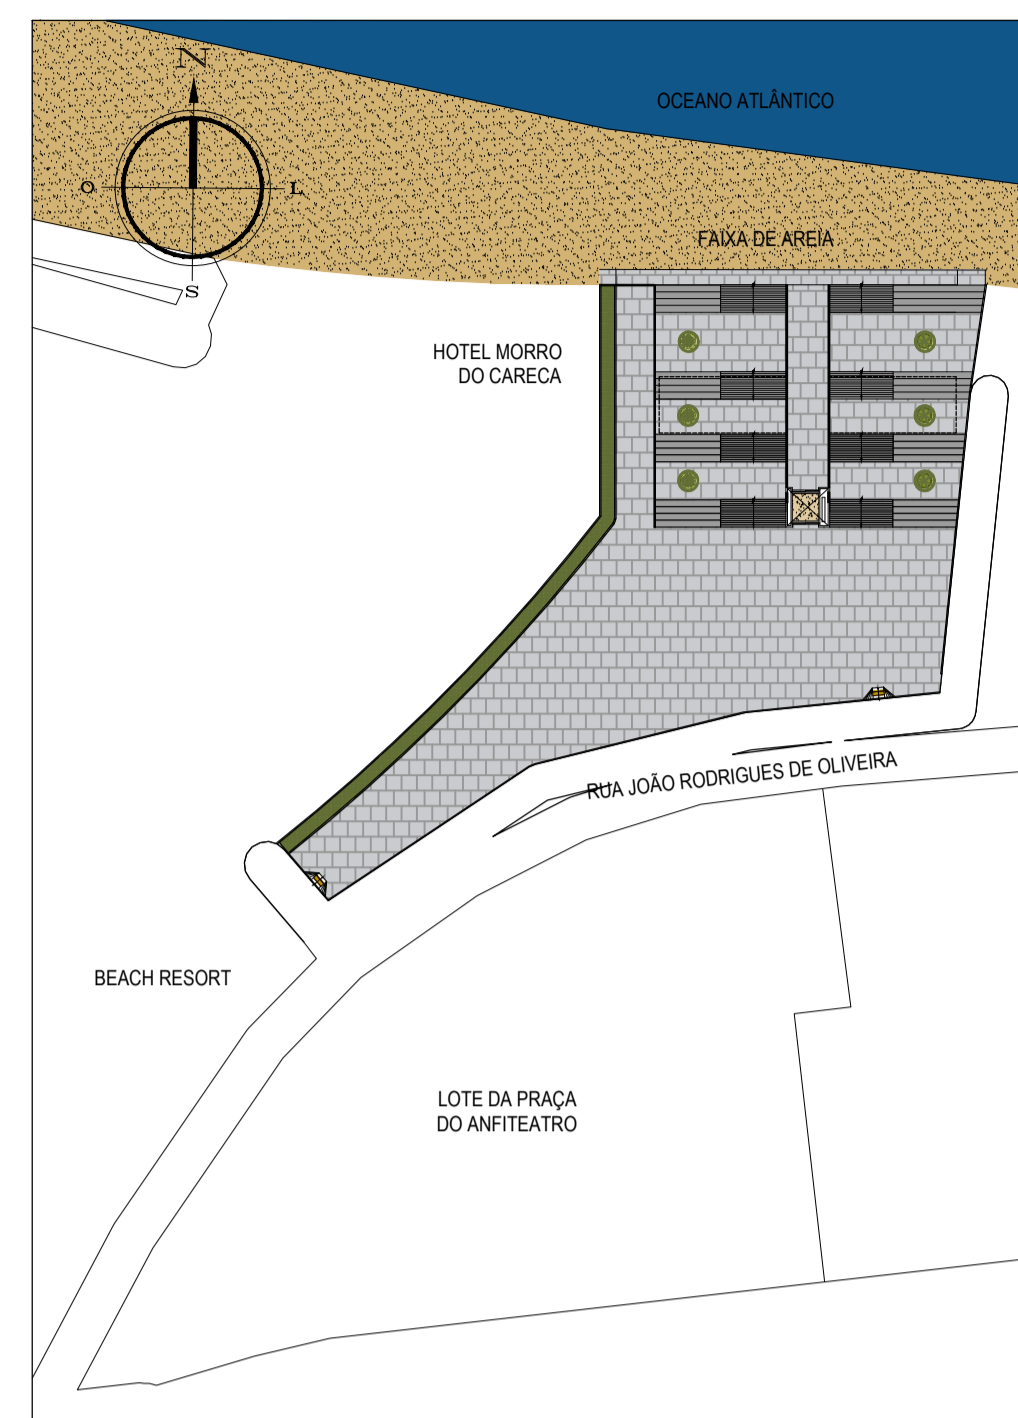 N
OCEANO ATLÂNTICO
O
L
FAIXA DE AREIA
S
HOTEL MORRO
DO CARECA
RUA JOÃO RODRIGUES DE OLIVEIRA
BEACH RESORT
LOTE DA PRAÇA
DO ANFITEATRO